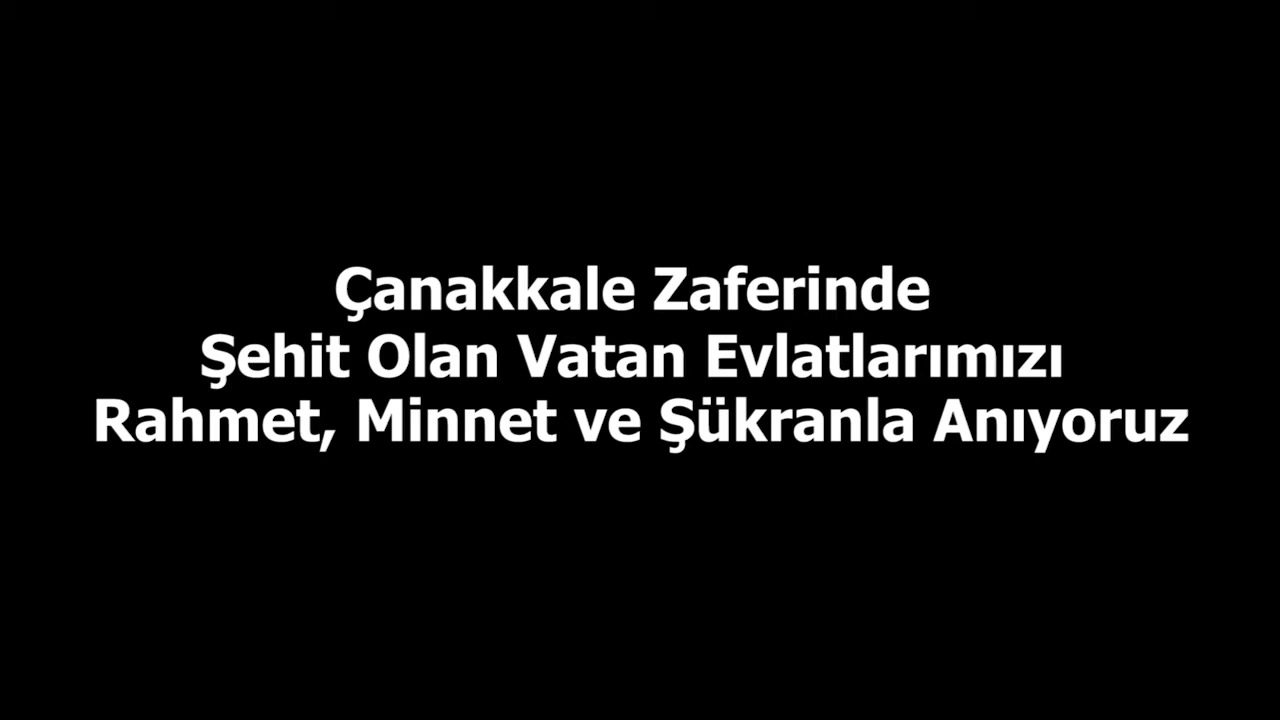 Çanakkale Zaferinde
Şehit Olan Vatan Evlatlarımızı
Rahmet, Minnet ve Şükranla Anıyoruz